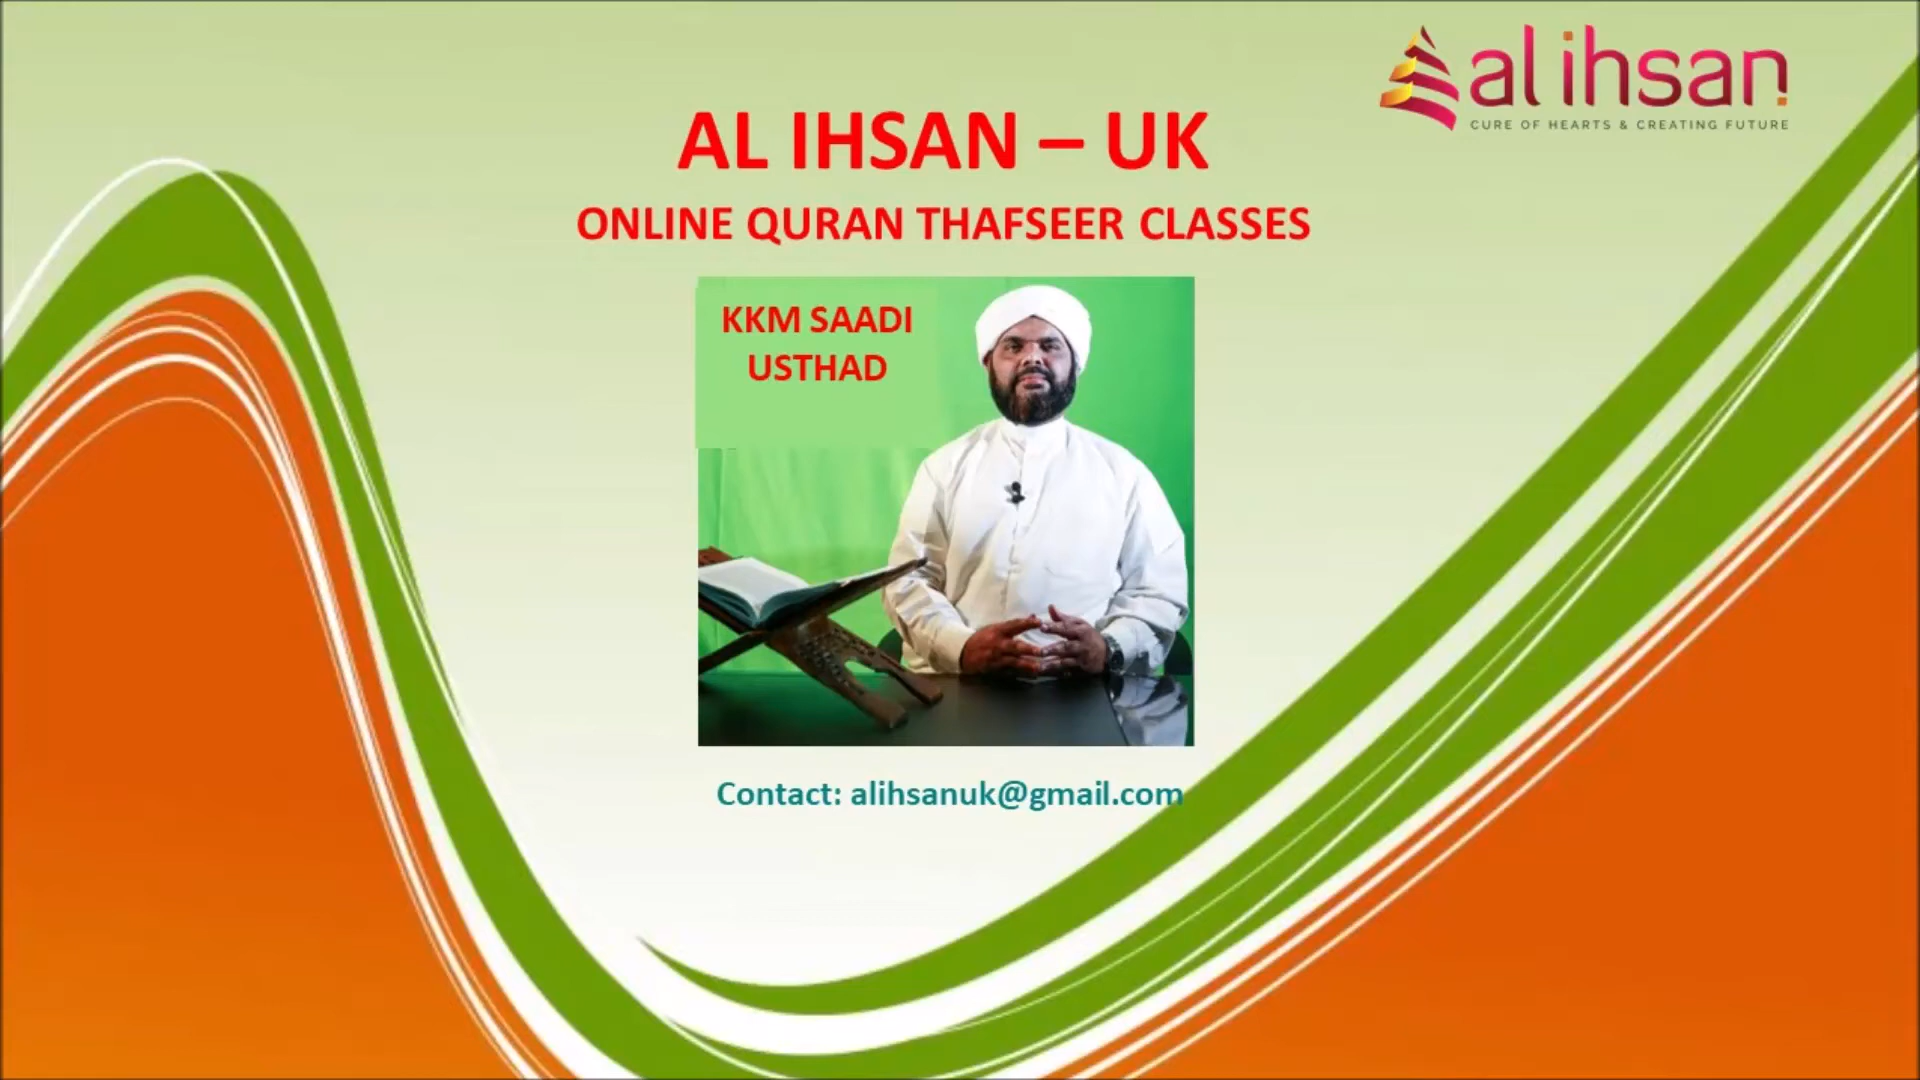 al ihsan
CURE OF HEARTS & CREATING FUTURE
AL IHSAN – UK
ONLINE QURAN THAFSEER CLASSES
KKM SAADI
USTHAD
Contact: alihsanuk@gmail.com